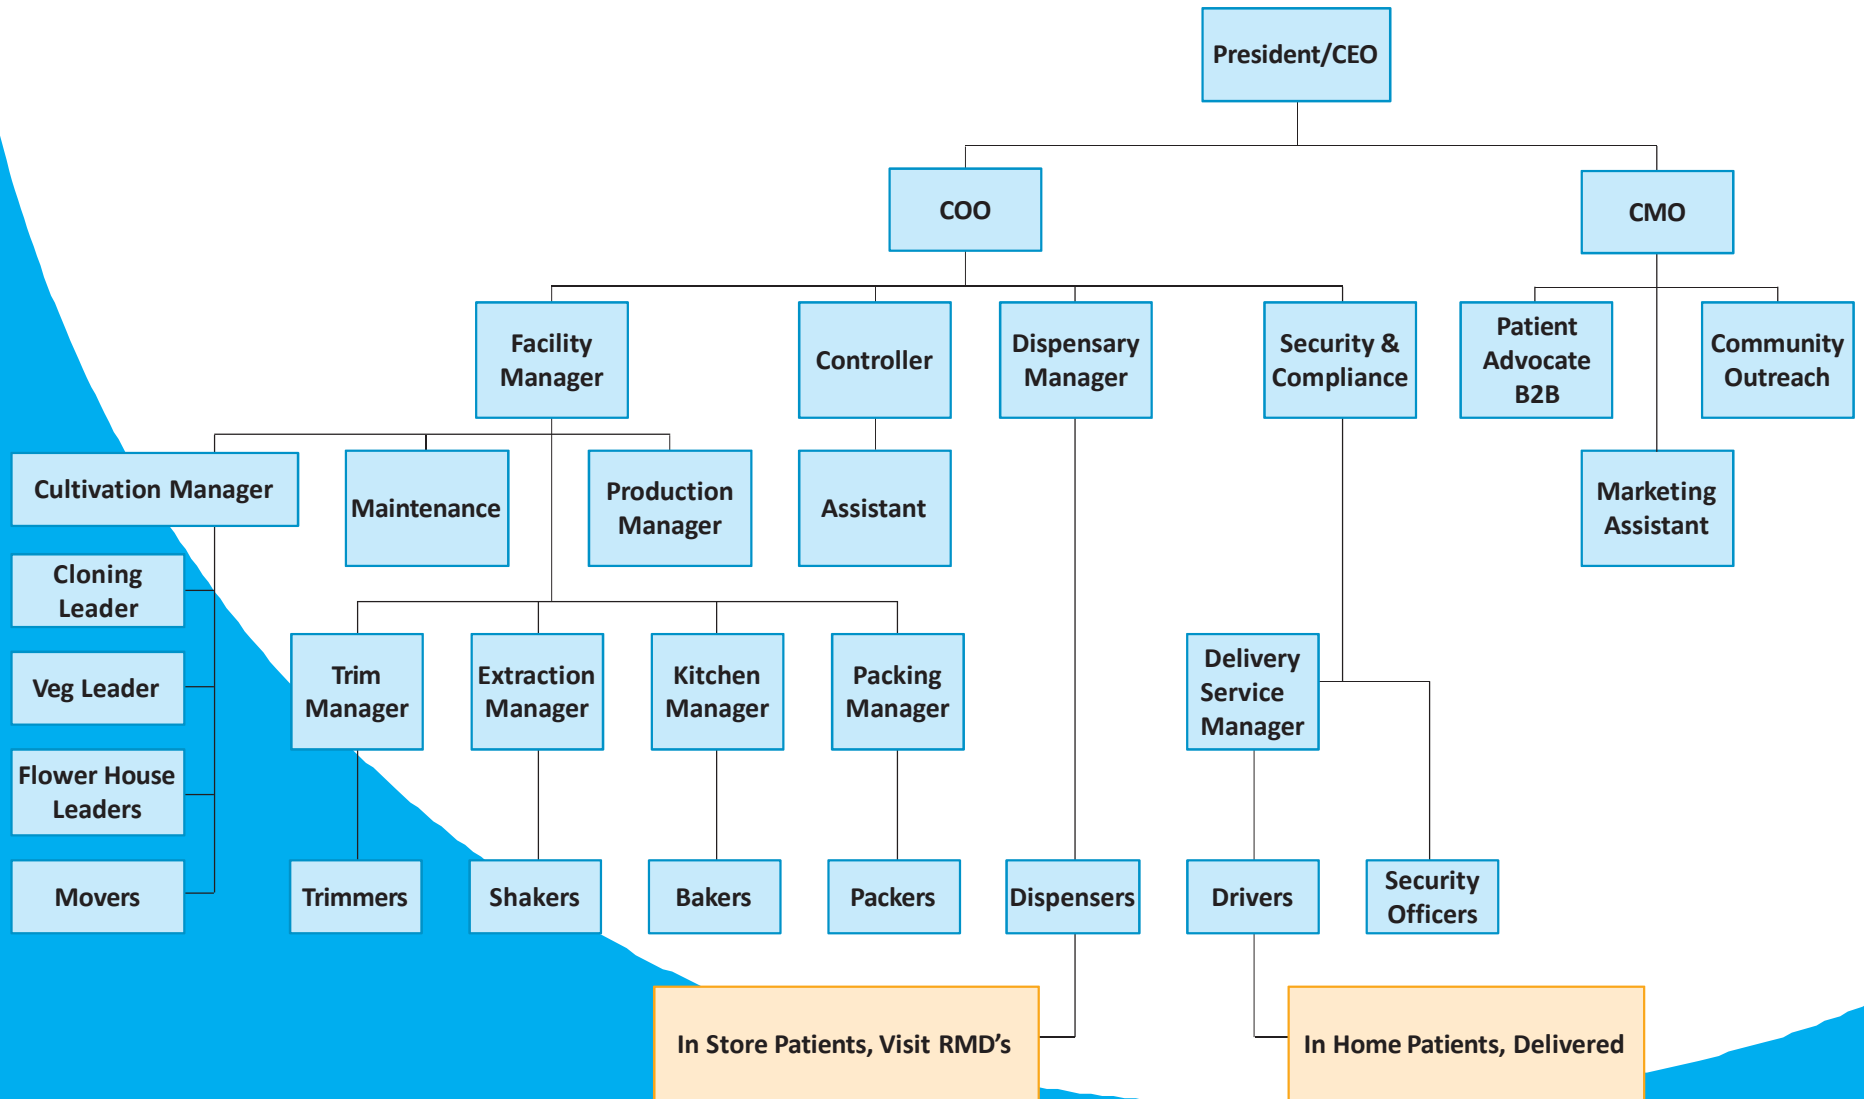 President/CEO
COO
CMO
Facility
Manager
Controller
Dispensary
Manager
Security &
Compliance
Patient
Advocate
B2B
Community
Outreach
Cultivation Manager
Maintenance
Production
Manager
Assistant
Marketing
Assistant
Cloning
Leader
Veg Leader
Flower House
Leaders
Movers
Trim
Manager
Extraction
Manager
Kitchen
Manager
Packing
Manager
Delivery
Service
Manager
Trimmers
Shakers
Bakers
Packers
Dispensers
Drivers
Security
Officers
In Store Patients, Visit RMD’s
In Home Patients, Delivered